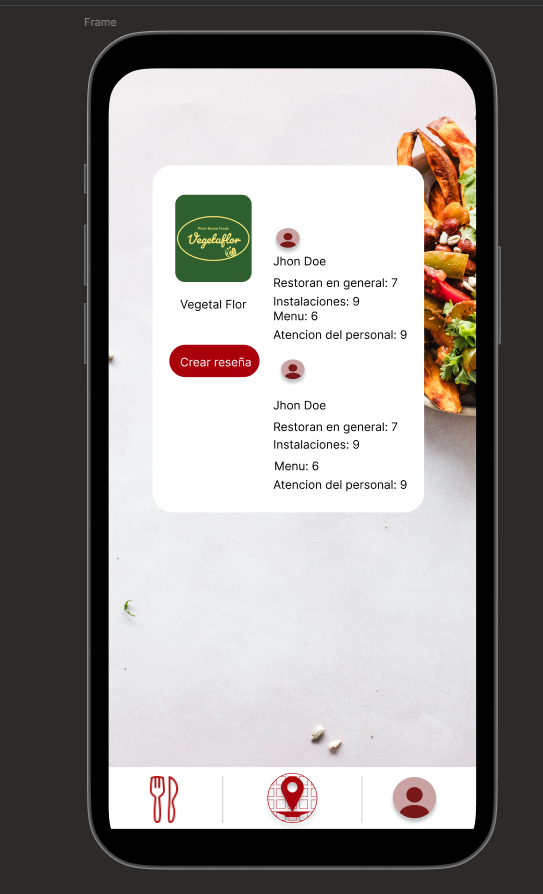 Frame
Plant Based Foods
Vegetaflor
Vegetal Flor
Crear reseña
Jhon Doe
Restoran en general: 7
Instalaciones: 9
Menu: 6
Atencion del personal: 9
Jhon Doe
Restoran en general: 7
Instalaciones: 9
Menu: 6
Atencion del personal: 9